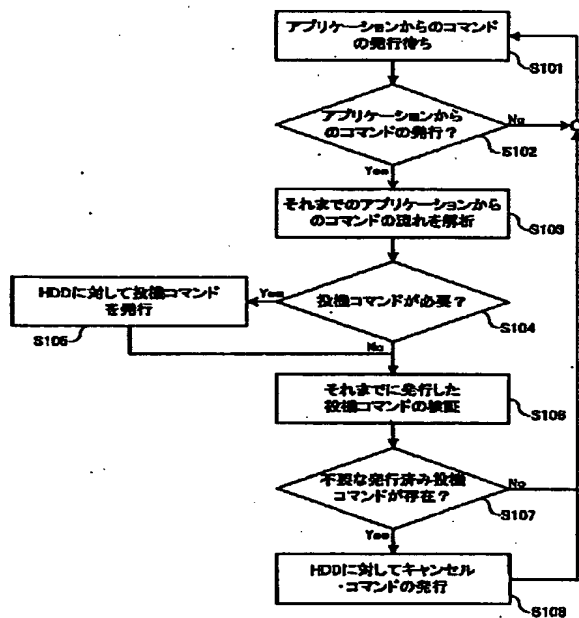 アプリケーションからのコマンド
の発行待ち
S101
アプリケーションから
のコマンドの発行？
No
S102
Yes
それまでのアプリケーションから
のコマンドの流れを解析
S103
HDDに対して投機コマンド
を発行
Yes
投機コマンドが必要？
S104
S105
No
それまでに発行した
投機コマンドの検証
S106
不要な発行済み投機
コマンドが存在？
No
S107
Yes
HDDに対してキャンセル
・コマンドの発行
S108